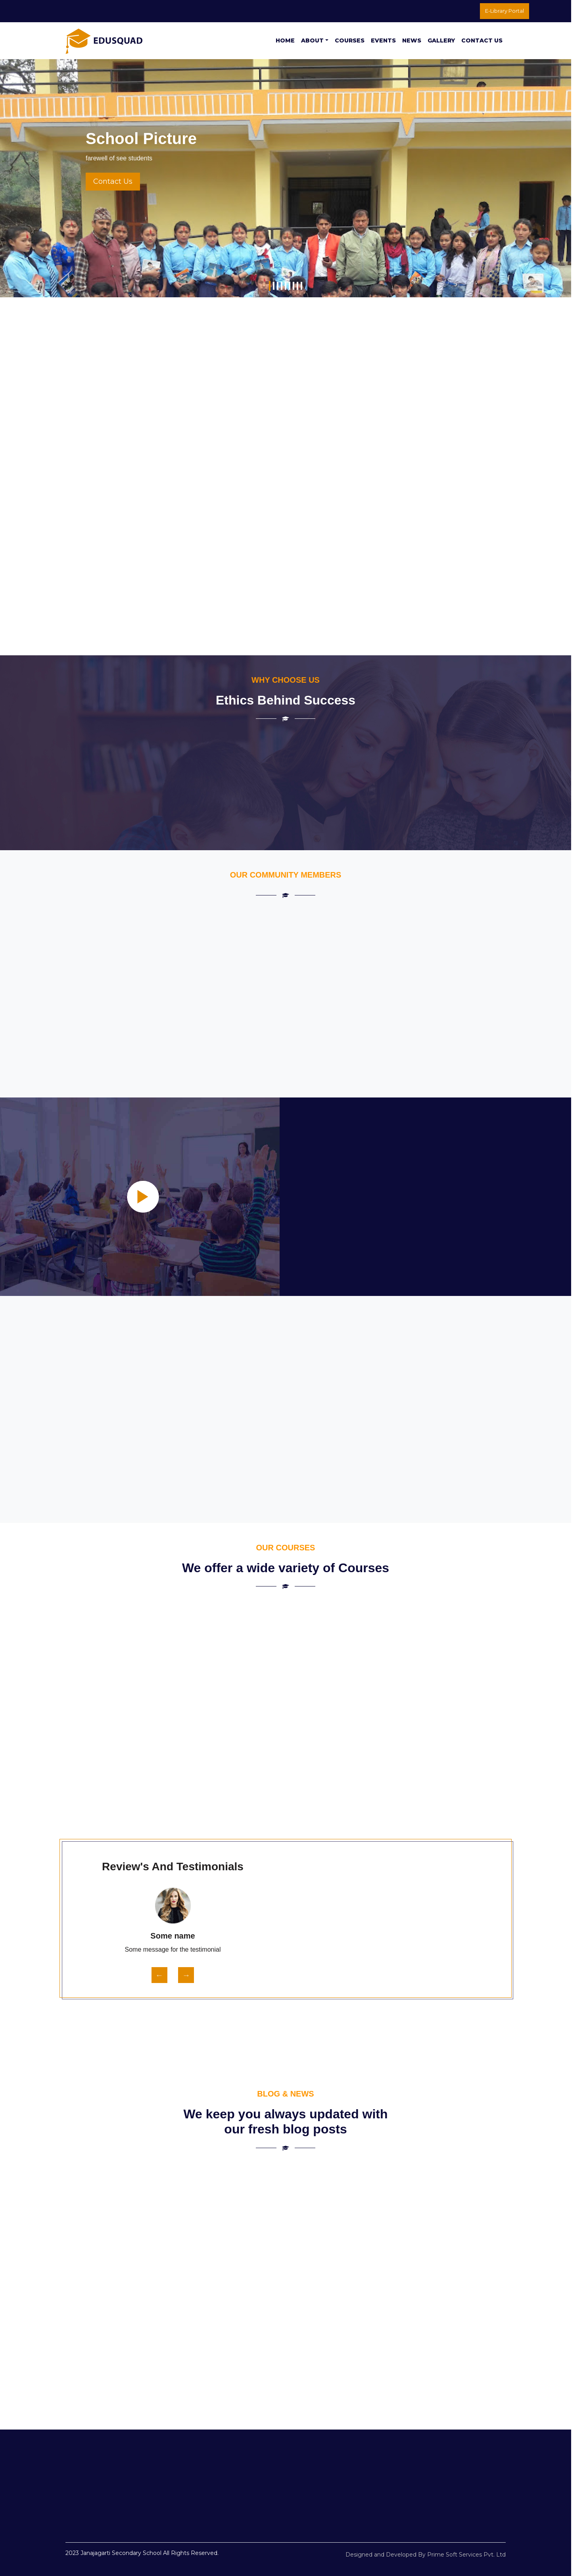 E-Library Portal
EDUSQUAD
HOME ABOUT COURSES EVENTS NEWS GALLERY CONTACT US
School Picture
farewell of see students
Contact Us
WHY CHOOSE US
Ethics Behind Success
OUR COMMUNITY MEMBERS
OUR COURSES
We offer a wide variety of Courses
Review's And Testimonials
Some name
Some message for the testimonial
BLOG & NEWS
We keep you always updated with
our fresh blog posts
2023 Janajagarti Secondary School All Rights Reserved.
Designed and Developed By Prime Soft Services Pvt. Ltd